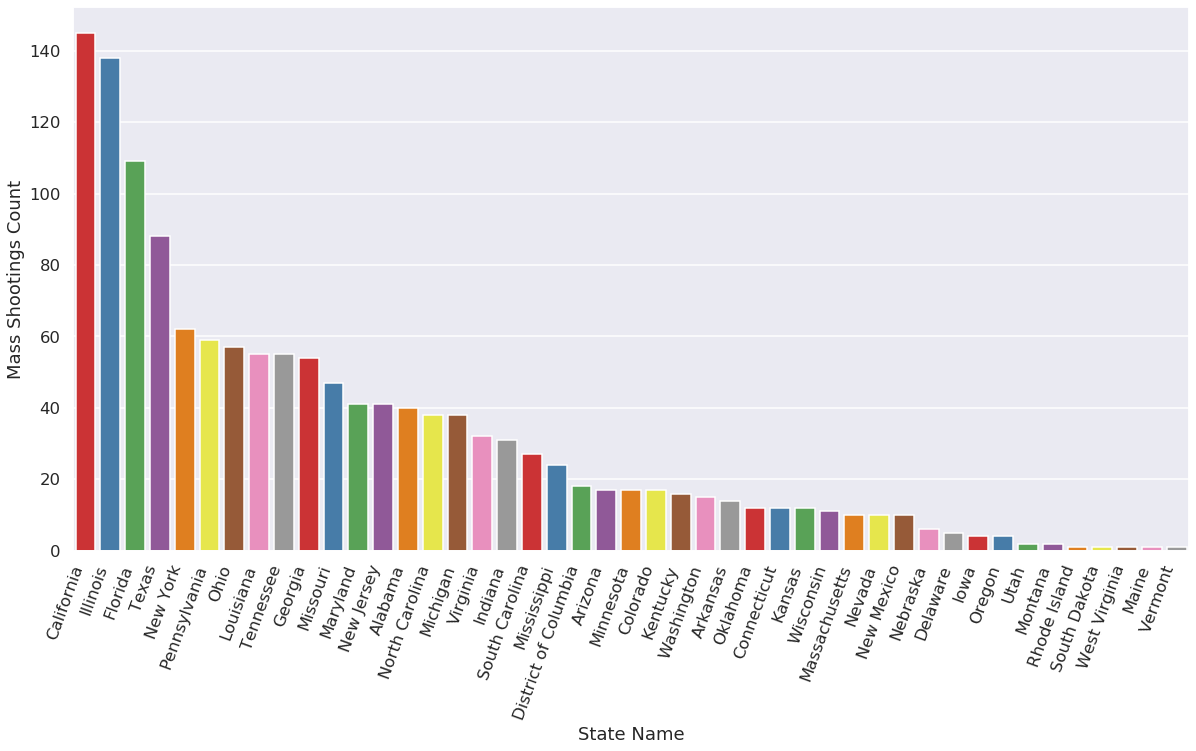 140
120
100
80
60
40
20
0
Mass Shootings Count
California
Illinois
Florida
Texas
New York
Pennsylvania
Ohio
Louisiana
Tennessee
Georgia
Missouri
Maryland
New Jersey
Alabama
North Carolina
Michigan
Virginia
Indiana
South Carolina
Mississippi
District of Columbia
Arizona
Minnesota
Colorado
Kentucky
Washington
Arkansas
Oklahoma
Connecticut
Kansas
Wisconsin
Massachusetts
Nevada
New Mexico
Nebraska
Delaware
Iowa
Oregon
Utah
Montana
Rhode Island
South Dakota
West Virginia
Maine
Vermont
State Name